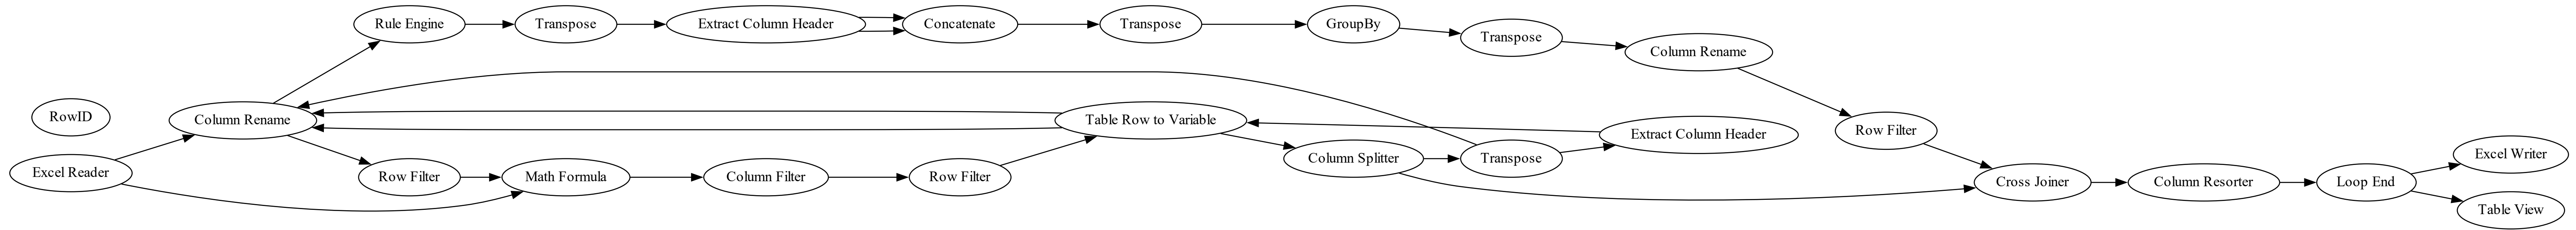 Rule Engine
Transpose
Extract Column Header
Concatenate
Transpose
GroupBy
Transpose
Column Rename
RowID
Column Rename
Table Row to Variable
Extract Column Header
Row Filter
Excel Reader
Row Filter
Math Formula
Column Filter
Row Filter
Column Splitter
Transpose
Cross Joiner
Column Resorter
Loop End
Excel Writer
Table View